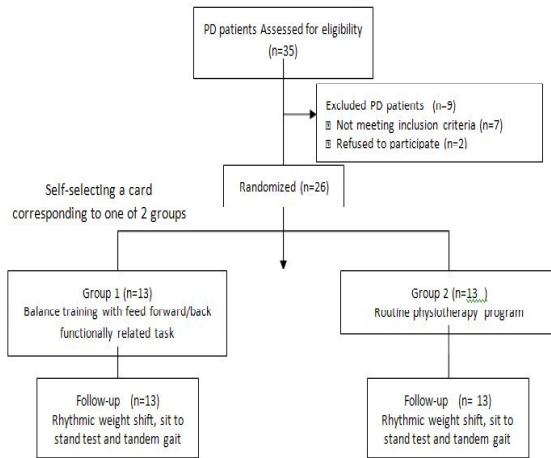 PD patients Assessed for eligibility
(n=35)
Excluded PD patients (n=9)
Not meeting inclusion criteria (n=7)
Refused to participate (n=2)
Randomized (n=26)
Self-selecting a card
corresponding to one of 2 groups
Group 1 (n=13)
Balance training with feed forward/back
functionally related task
Group 2 (n=13 )
Routine physiotherapy program
Follow-up (n=13)
Rhythmic weight shift, sit to
stand test and tandem gait
Follow-up (n= 13)
Rhythmic weight shift, sit to
stand test and tandem gait